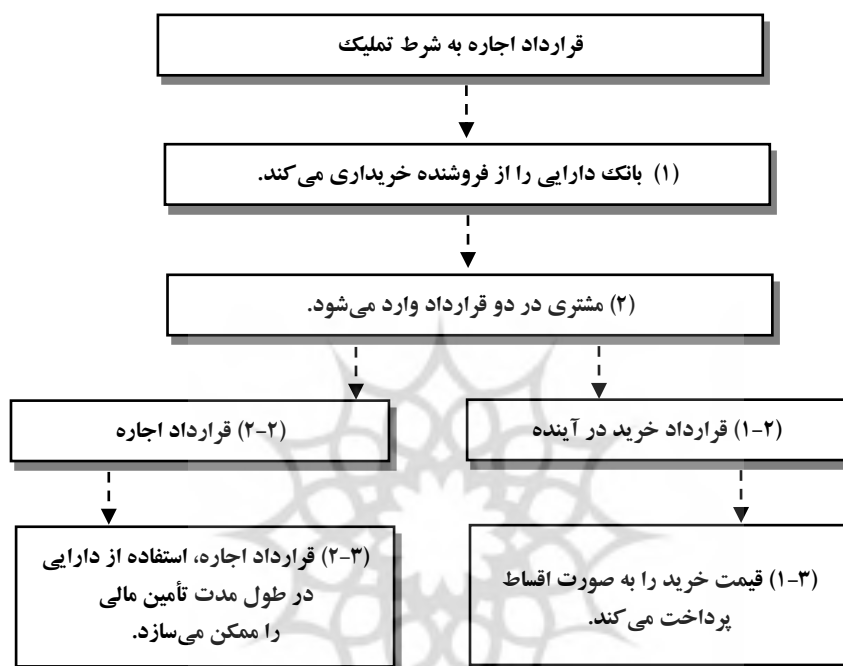 قرارداد اجاره به شرط تملیک
(۱) بانک دارایی را از فروشنده خریداری می‌کند.
(۲) مشتری در دو قرارداد وارد می‌شود.
(۱-۲) قرارداد خرید در آینده
(۲-۲) قرارداد اجاره
(۱-۳) قیمت خرید را به صورت اقساط
پرداخت می‌کند.
(۲-۳) قرارداد اجاره، استفاده از دارایی
در طول مدت تأمین مالی
را ممکن می‌سازد.